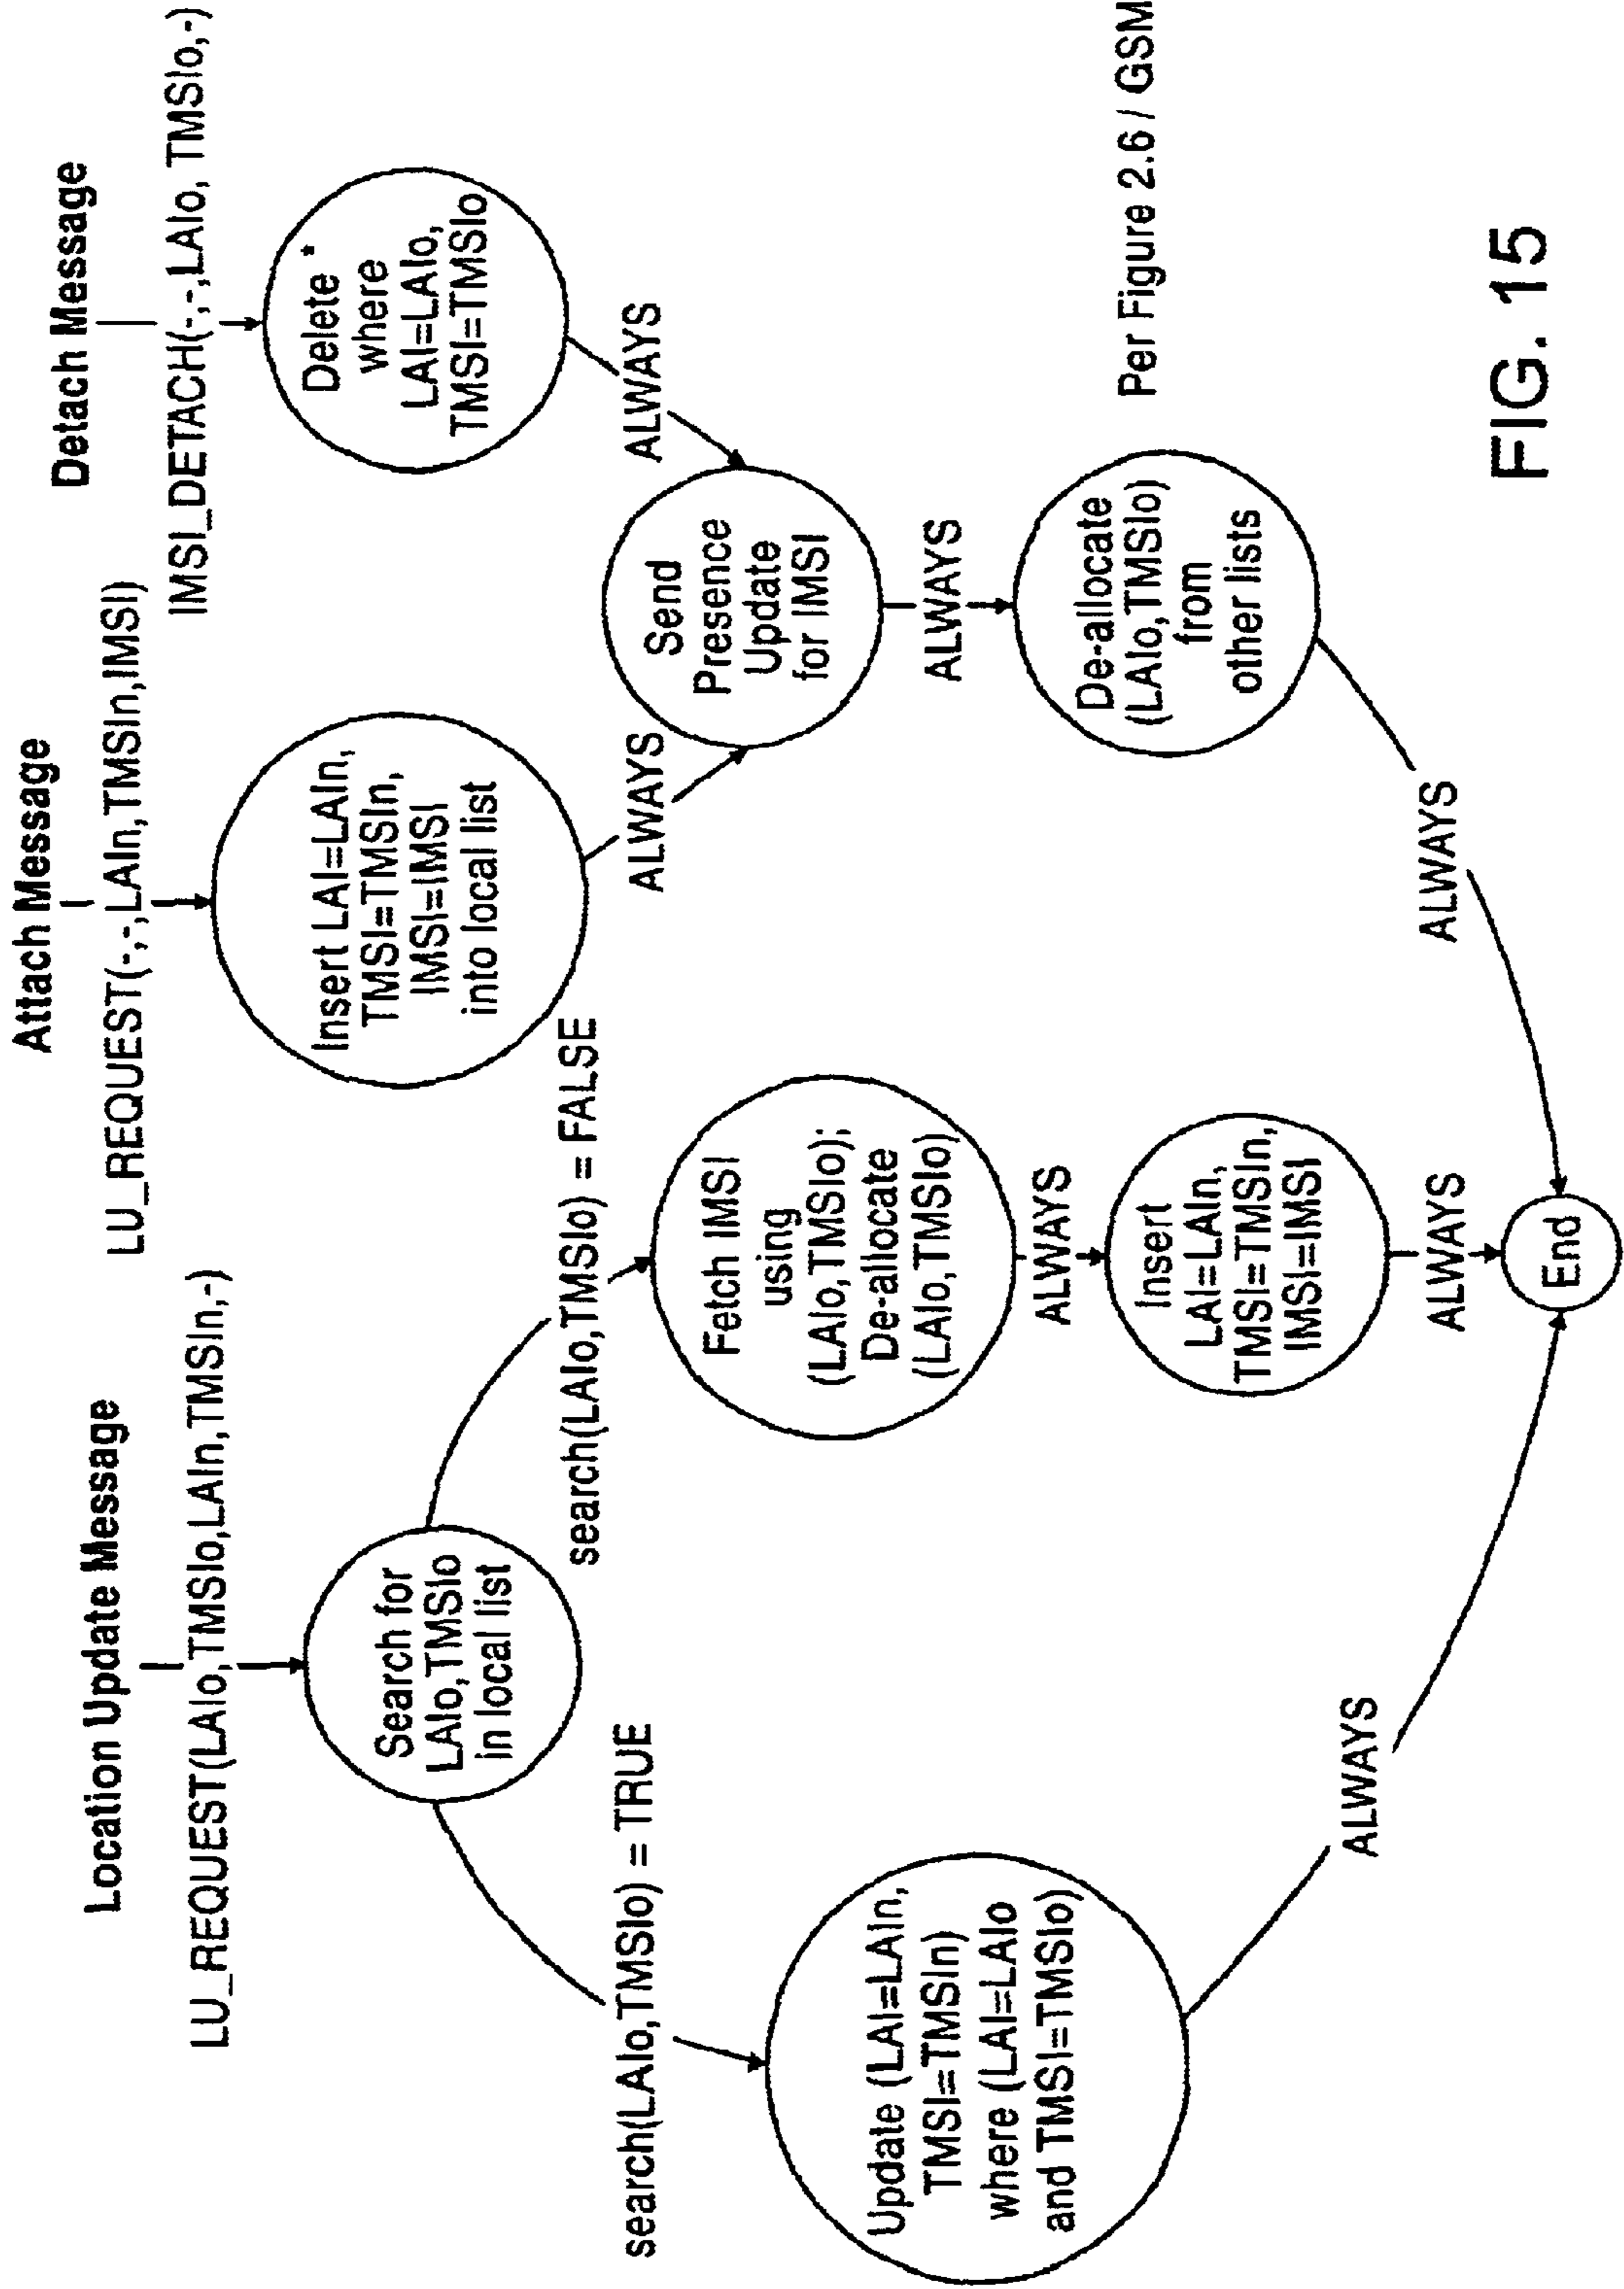 Location Update Message
LU_REQUEST(LAIo,TMSIo,LAIn,TMSIn,-)
Search for
LAIo,TMSIo
in local list
search(LAIo,TMSIo) = TRUE
Update (LAI=LAIn,
TMSI=TMSIn)
where (LAI=LAIo
and TMSI=TMSIo)
ALWAYS
search(LAIo,TMSIo) = FALSE
Fetch IMSI
using
(LAIo,TMSIo);
De-allocate
(LAIo,TMSIo)
ALWAYS
Insert
LAI=LAIn,
TMSI=TMSIn,
IMSI=IMSI
ALWAYS
End
Attach Message
LU_REQUEST(-,-,LAIn,TMSIn,IMSI)
Insert LAI=LAIn,
TMSI=TMSIn,
IMSI=IMSI
into local list
ALWAYS
Detach Message
IMSI_DETACH(-,-,LAIo, TMSIo,-)
Delete *
where
LAI=LAIo,
TMSI=TMSIo
ALWAYS
Send
Presence
Update
for IMSI
ALWAYS
De-allocate
(LAIo,TMSIo)
from
other lists
ALWAYS
Per Figure 2.6 / GSM
FIG. 15